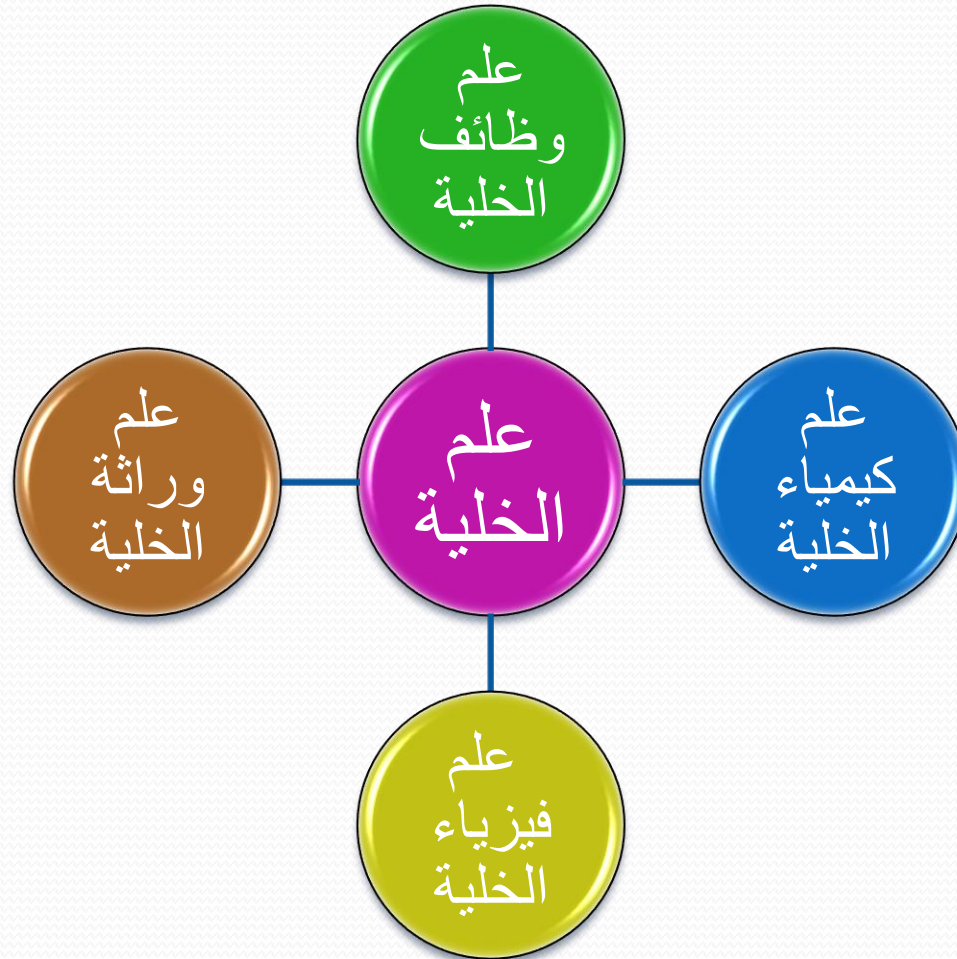 علم
وظائف
الخلية
علم
كيمياء
الخلية
علم
الخلية
علم
وراثة
الخلية
علم
فيزياء
الخلية